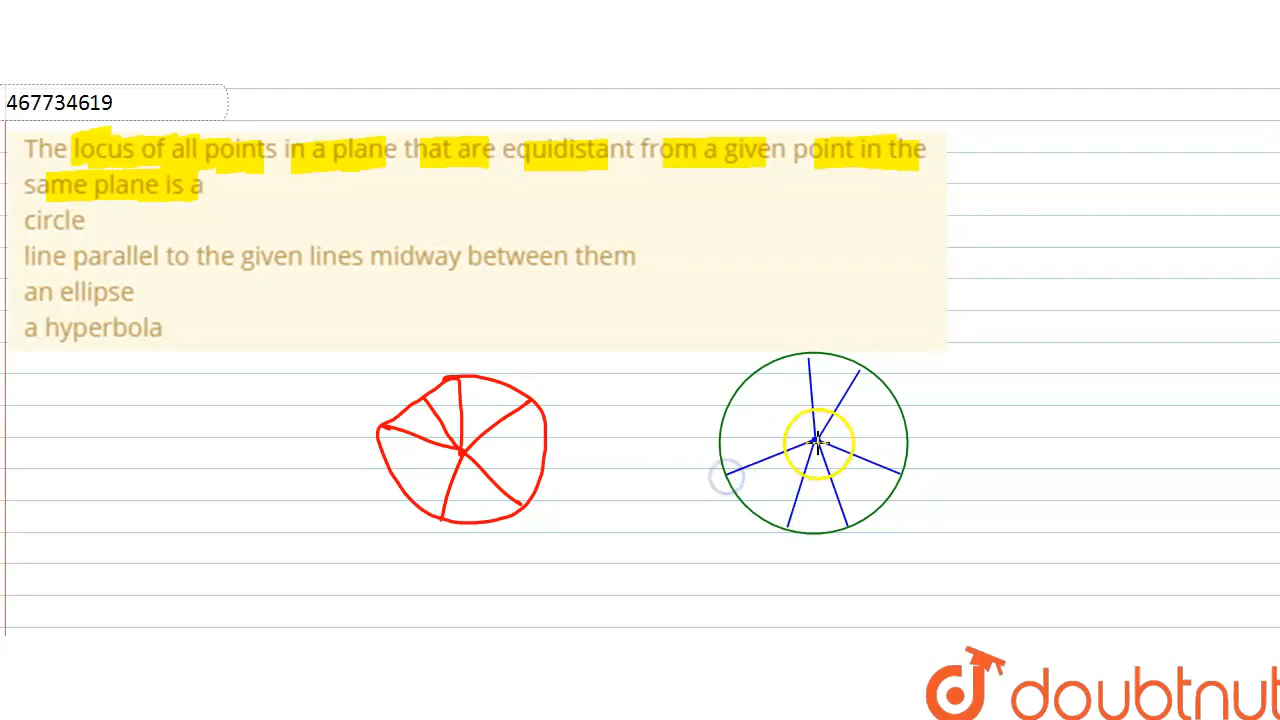 467734619
The locus of all points in a plane that are equidistant from a given point in the
same plane is a
circle
line parallel to the given lines midway between them
an ellipse
a hyperbola
doubtnut